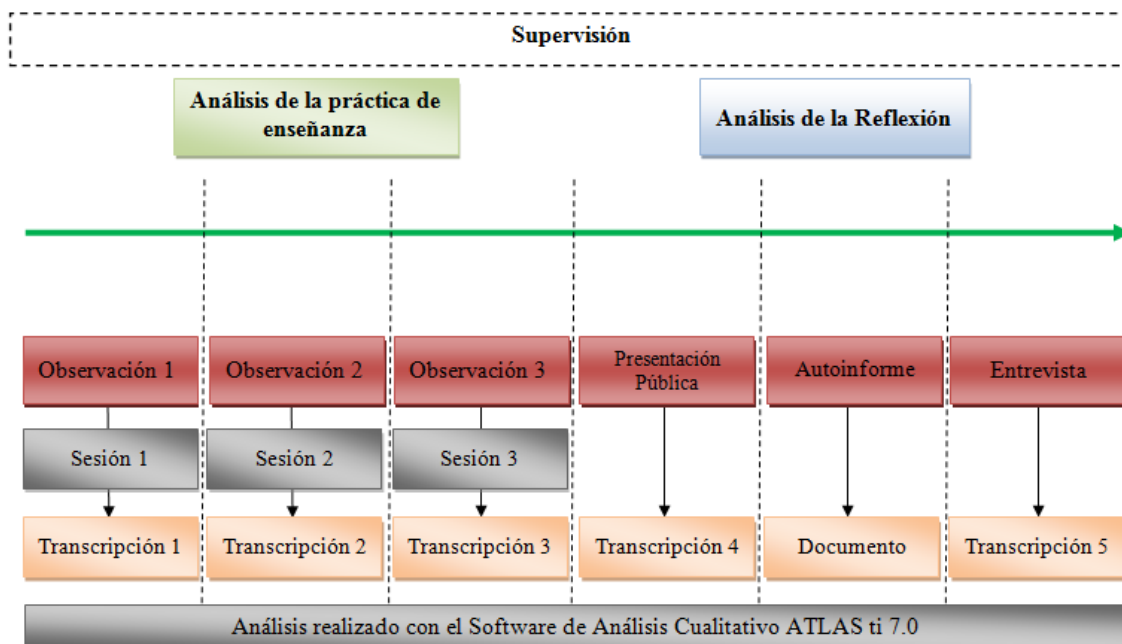 Supervisión
Análisis de la práctica de
enseñanza
Análisis de la Reflexión
Observación 1
Observación 2
Observación 3
Presentación
Pública
Autoinforme
Entrevista
Sesión 1
Sesión 2
Sesión 3
Transcripción 1
Transcripción 2
Transcripción 3
Transcripción 4
Documento
Transcripción 5
Análisis realizado con el Software de Análisis Cualitativo ATLAS ti 7.0